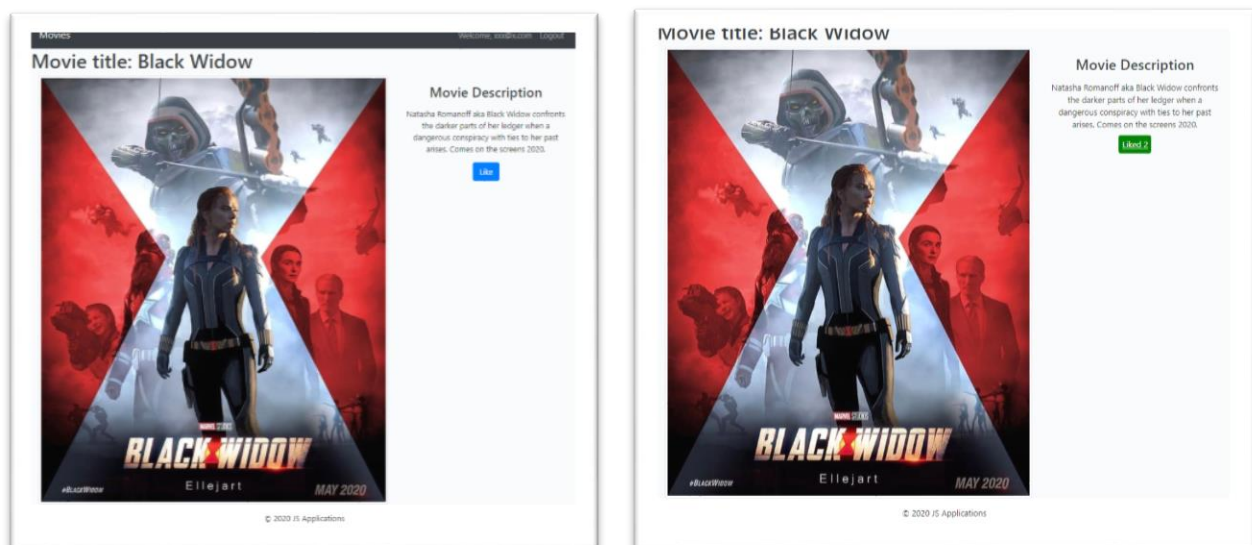 Movies
Welcome, Logout
Movie title: Black Widow
Movie Description
Natasha Romanoff aka Black Widow confronts
the darker parts of her ledger when a
dangerous conspiracy with ties to her past
arises. Comes on the screens 2020.
Like
MARVEL STUDIOS
BLACK WIDOW
Ellejart
#BLACKWIDOW
MAY 2020
© 2020 JS Applications
Movie title: Black Widow
Movie Description
Natasha Romanoff aka Black Widow confronts
the darker parts of her ledger when a
dangerous conspiracy with ties to her past
arises. Comes on the screens 2020.
Liked 2
MARVEL STUDIOS
BLACK WIDOW
Ellejart
#BLACKWIDOW
MAY 2020
© 2020 JS Applications